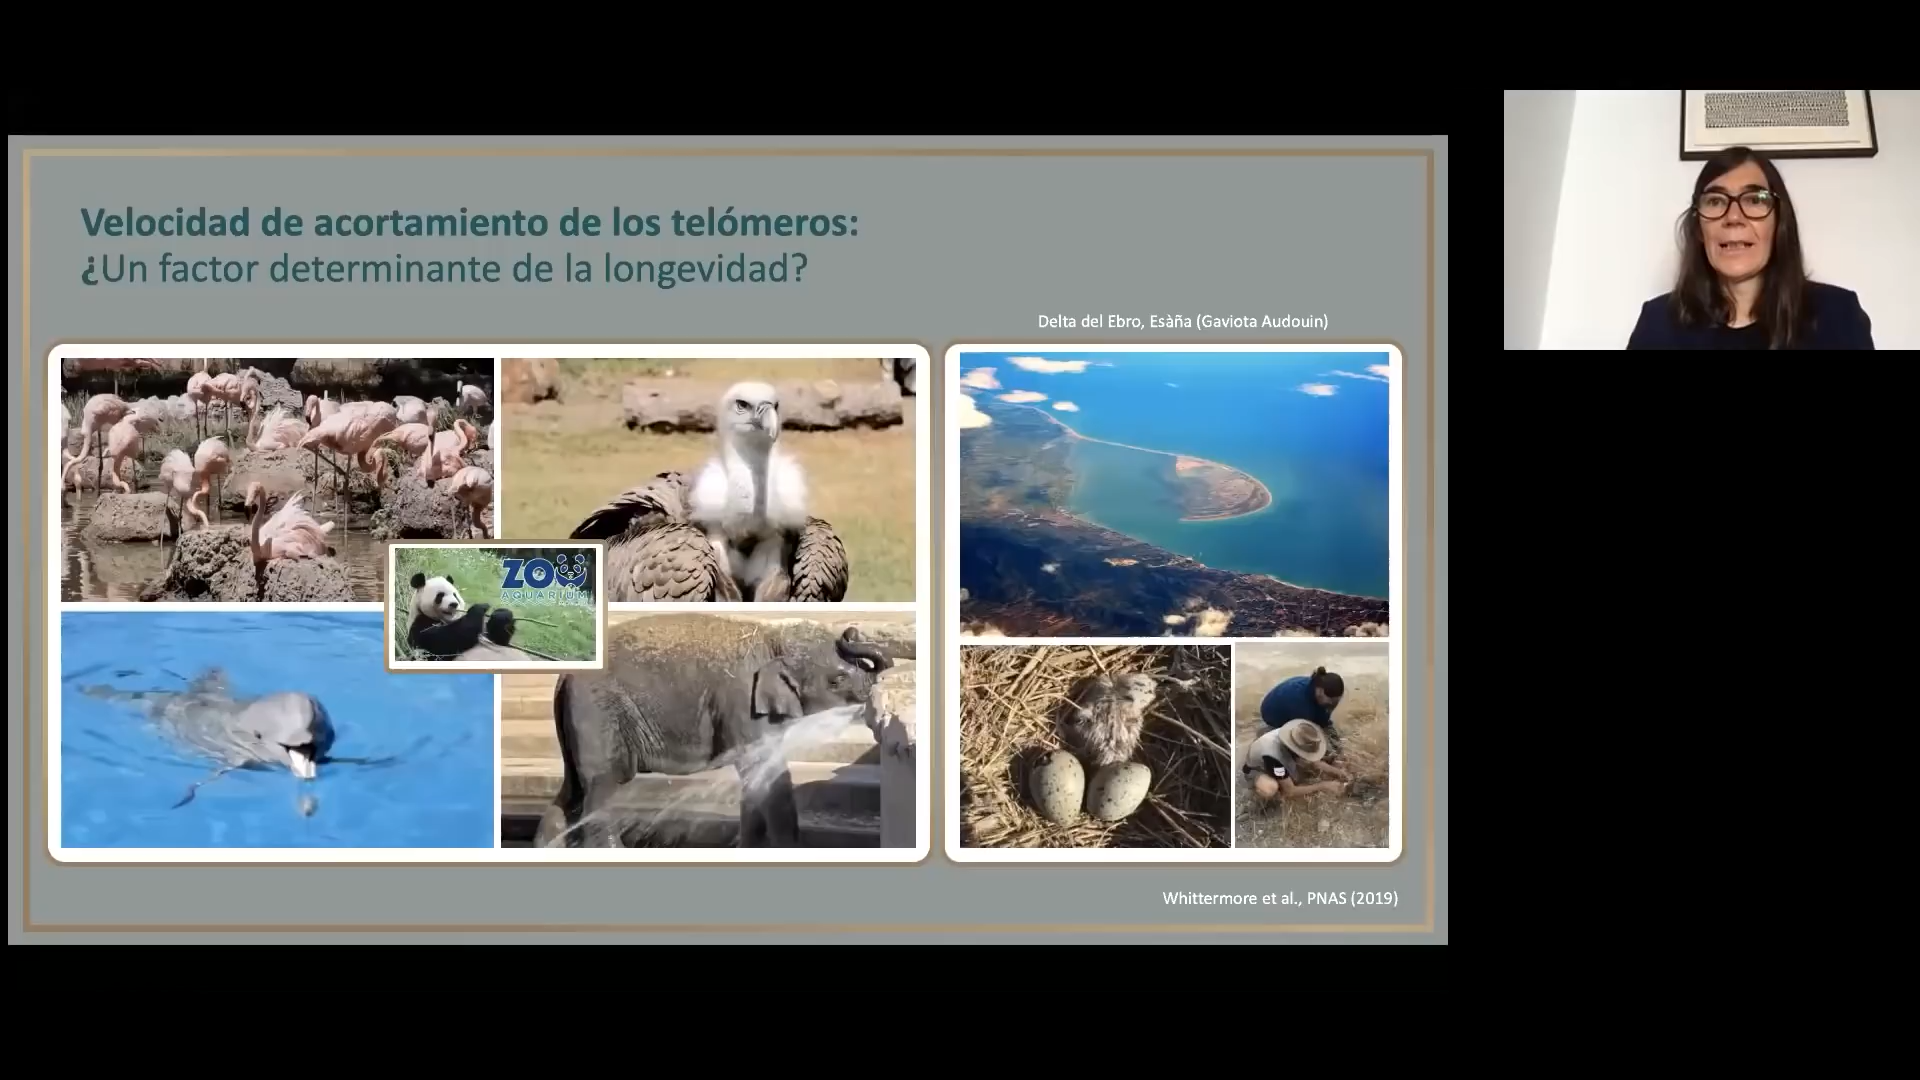 Velocidad de acortamiento de los telómeros:
¿Un factor determinante de la longevidad?
Delta del Ebro, Esàña (Gaviota Audouin)
ZOO
AQUARIUM
Whittermore et al., PNAS (2019)